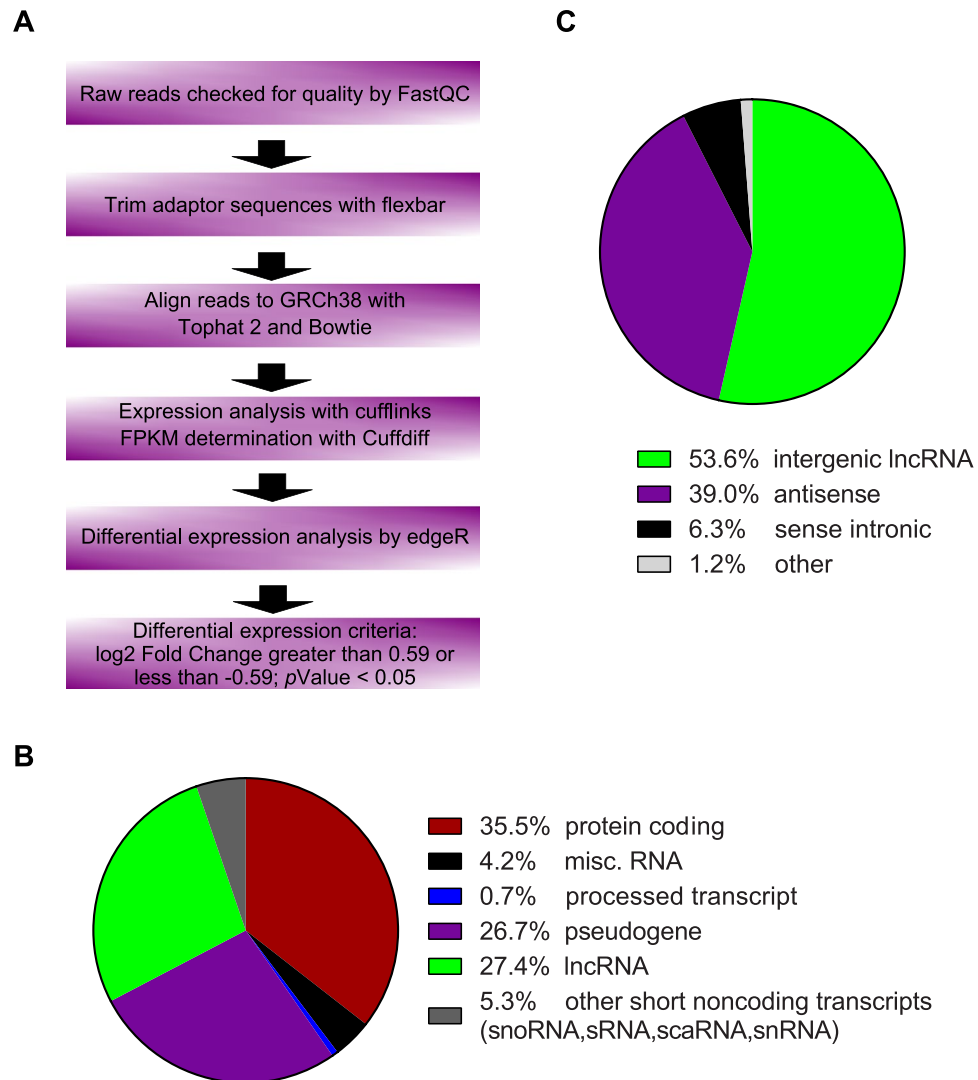 A
Raw reads checked for quality by FastQC
Trim adaptor sequences with flexbar
Align reads to GRCh38 with
Tophat 2 and Bowtie
Expression analysis with cufflinks
FPKM determination with Cuffdiff
Differential expression analysis by edgeR
Differential expression criteria:
log2 Fold Change greater than 0.59 or
less than -0.59; pValue < 0.05
C
53.6% intergenic lncRNA
39.0% antisense
6.3% sense intronic
1.2% other
B
35.5% protein coding
4.2% misc. RNA
0.7% processed transcript
26.7% pseudogene
27.4% lncRNA
5.3% other short noncoding transcripts
(snoRNA,sRNA,scaRNA,snRNA)